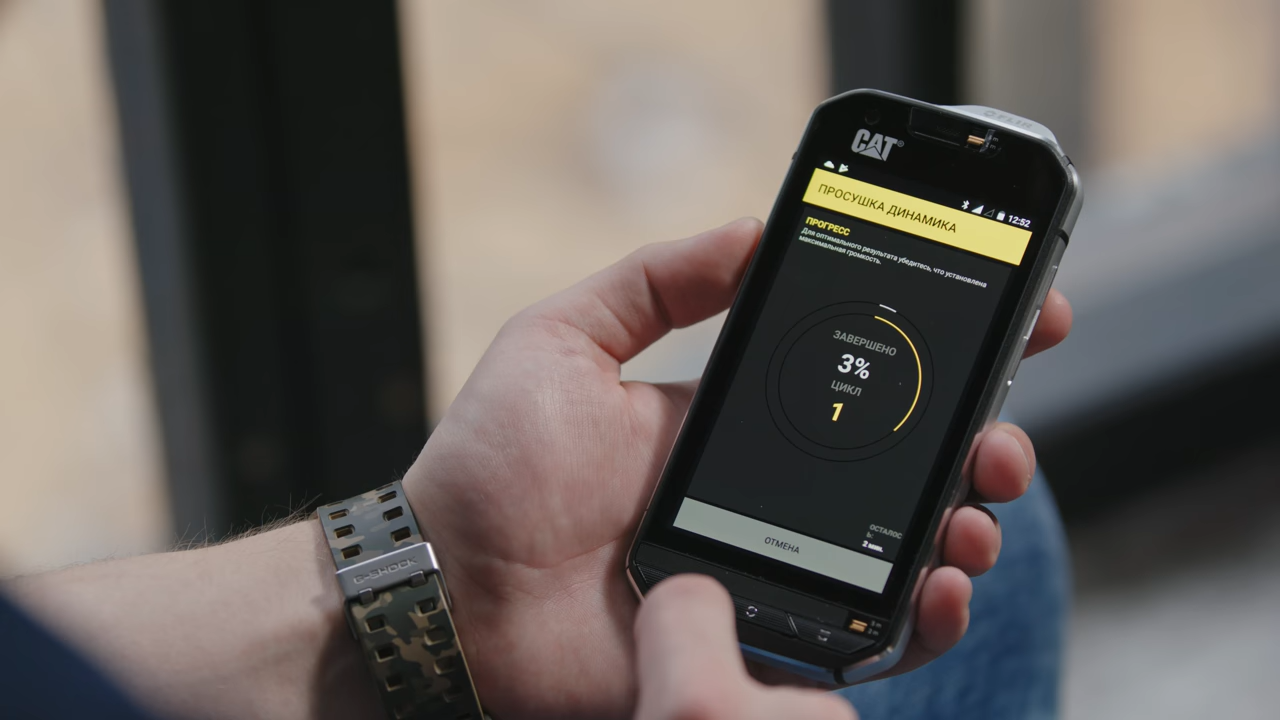 FLIR
CAT®
12:52
ПРОСУШКА ДИНАМИКА
ПРОГРЕСС
Для оптимального результата убедитесь, что установлена
максимальная громкость.
ЗАВЕРШЕНО
3%
ЦИКЛ
1
ОСТАЛОС
Ь:
2 мин.
ОТМЕНА
G-SHOCK